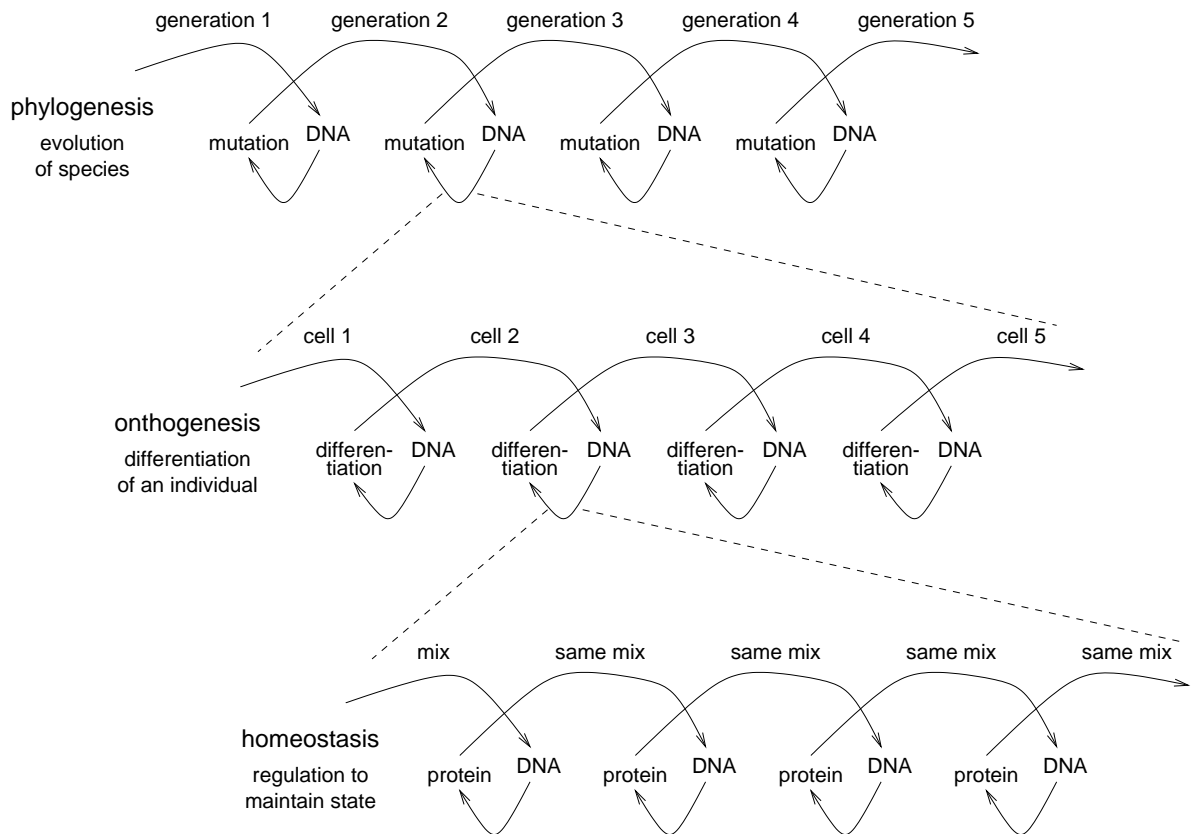 generation 1 generation 2 generation 3 generation 4 generation 5
phylogenesis
evolution
of species
mutation DNA mutation DNA mutation DNA mutation DNA
cell 1 cell 2 cell 3 cell 4 cell 5
onthogenesis
differentiation
of an individual
differen- DNA differen- DNA differen- DNA differen- DNA
tiation tiation tiation tiation
mix same mix same mix same mix same mix
homeostasis
regulation to
maintain state
protein DNA protein DNA protein DNA protein DNA